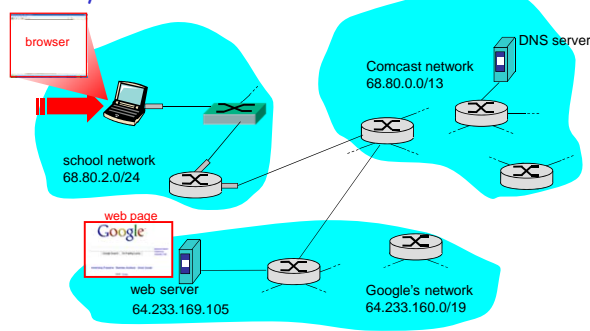 browser
DNS server
Comcast network
68.80.0.0/13
school network
68.80.2.0/24
web page
Google
web server
64.233.169.105
Google's network
64.233.160.0/19